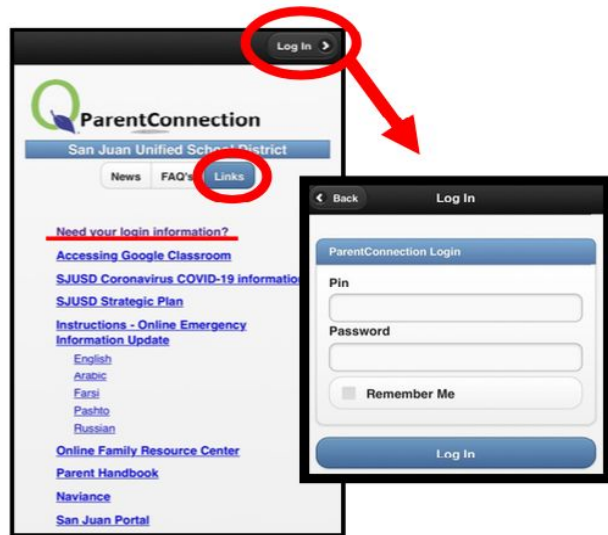 Log In
Q ParentConnection
San Juan Unified School District
News FAQ's Links
Need your login information?
Accessing Google Classroom
SJUSD Coronavirus COVID-19 information
SJUSD Strategic Plan
Instructions - Online Emergency
Information Update
English
Arabic
Farsi
Pashto
Russian
Online Family Resource Center
Parent Handbook
Naviance
San Juan Portal
Back Log In
ParentConnection Login
Pin
Password
Remember Me
Log In